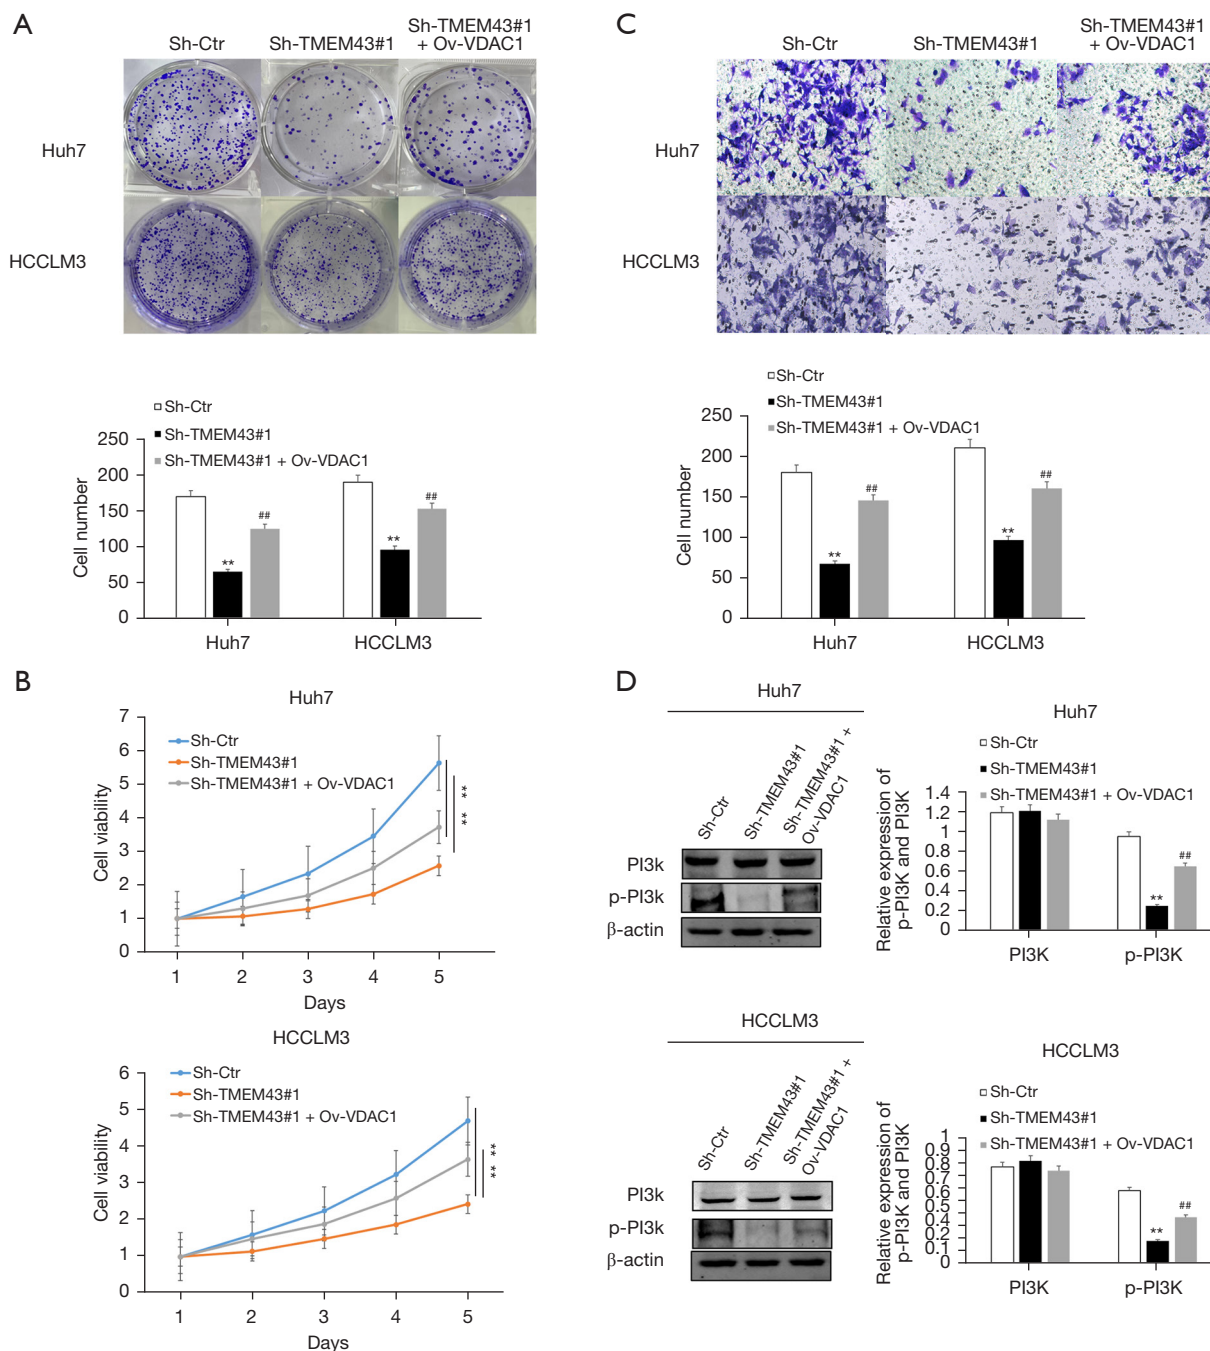 A
Sh-Ctr
Sh-TMEM43#1
Sh-TMEM43#1
+ Ov-VDAC1
Huh7
HCCLM3
Sh-Ctr
Sh-TMEM43#1
Sh-TMEM43#1 + Ov-VDAC1
Cell number
250
200
150
100
50
0
**
##
**
##
Huh7
HCCLM3
C
Sh-Ctr
Sh-TMEM43#1
Sh-TMEM43#1
+ Ov-VDAC1
Huh7
HCCLM3
Sh-Ctr
Sh-TMEM43#1
Sh-TMEM43#1 + Ov-VDAC1
Cell number
250
200
150
100
50
0
**
##
**
##
Huh7
HCCLM3
B
Huh7
Sh-Ctr
Sh-TMEM43#1
Sh-TMEM43#1 + Ov-VDAC1
Cell viability
7
6
5
4
3
2
1
0
**
**
1 2 3 4 5
Days
HCCLM3
Sh-Ctr
Sh-TMEM43#1
Sh-TMEM43#1 + Ov-VDAC1
Cell viability
6
5
4
3
2
1
0
**
**
1 2 3 4 5
Days
D
Huh7
Sh-Ctr
Sh-TMEM43#1
Sh-TMEM43#1 +
Ov-VDAC1
PI3k
p-PI3k
β-actin
Huh7
Sh-Ctr
Sh-TMEM43#1
Sh-TMEM43#1 + Ov-VDAC1
Relative expression of
p-PI3K and PI3K
1.4
1.2
1
0.8
0.6
0.4
0.2
0
**
##
PI3K
p-PI3K
HCCLM3
Sh-Ctr
Sh-TMEM43#1
Sh-TMEM43#1 +
Ov-VDAC1
PI3k
p-PI3k
β-actin
HCCLM3
Sh-Ctr
Sh-TMEM43#1
Sh-TMEM43#1 + Ov-VDAC1
Relative expression of
p-PI3K and PI3K
1
0.9
0.8
0.7
0.6
0.5
0.4
0.3
0.2
0.1
0
**
##
PI3K
p-PI3K